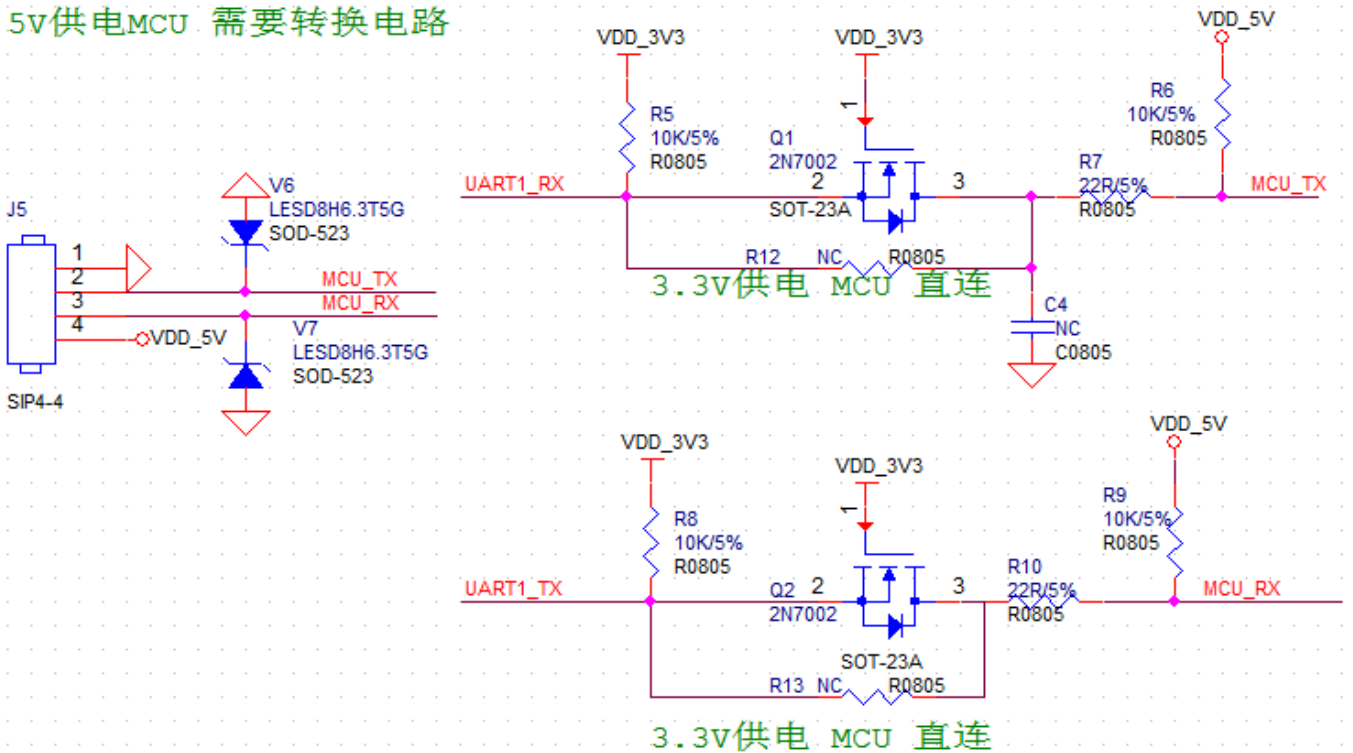 5V供电MCU 需要转换电路
J5
1
2
3
4
SIP4-4
VDD_5V
V6
LESD8H6.3T5G
SOD-523
MCU_TX
MCU_RX
V7
LESD8H6.3T5G
SOD-523
VDD_3V3
R5
10K/5%
R0805
UART1_RX
VDD_3V3
1
Q1
2N7002
2
3
SOT-23A
R12 NC R0805
3.3V供电 MCU 直连
VDD_5V
R6
10K/5%
R0805
R7
22R/5%
R0805
MCU_TX
C4
NC
C0805
VDD_3V3
R8
10K/5%
R0805
UART1_TX
VDD_3V3
1
Q2 2
2N7002
3
SOT-23A
R13 NC R0805
3.3V供电 MCU 直连
VDD_5V
R9
10K/5%
R0805
R10
22R/5%
R0805
MCU_RX